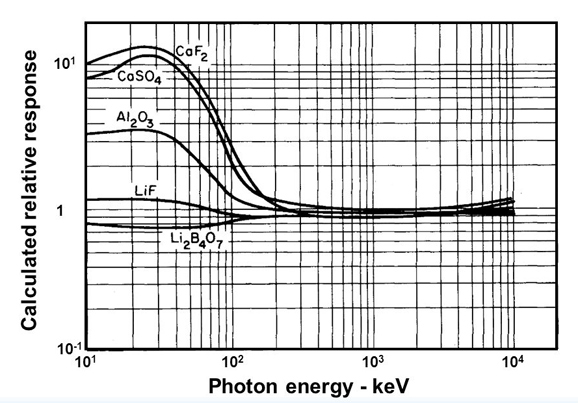 Calculated relative response
10¹
1
10⁻¹
CaF₂
CaSO₄
Al₂O₃
LiF
Li₂B₄O₇
10¹ 10² 10³ 10⁴
Photon energy - keV